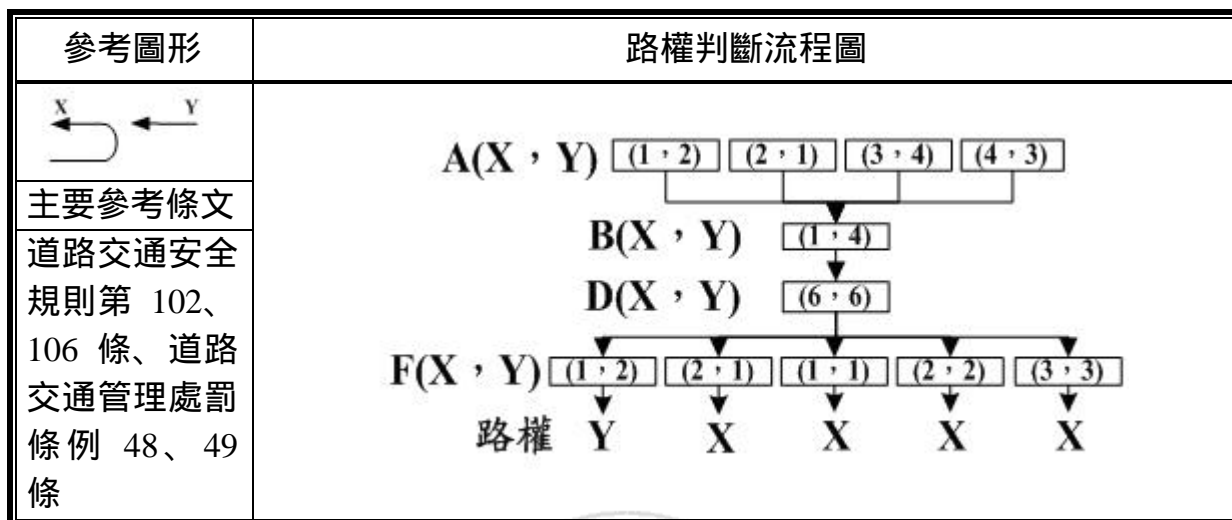 參考圖形
路權判斷流程圖
X Y
主要參考條文
道路交通安全
規則第 102、
106 條、道路
交通管理處罰
條例 48、49
條
A(X，Y) (1，2) (2，1) (3，4) (4，3)
B(X，Y) (1，4)
D(X，Y) (6，6)
F(X，Y) (1，2) (2，1) (1，1) (2，2) (3，3)
路權 Y X X X X